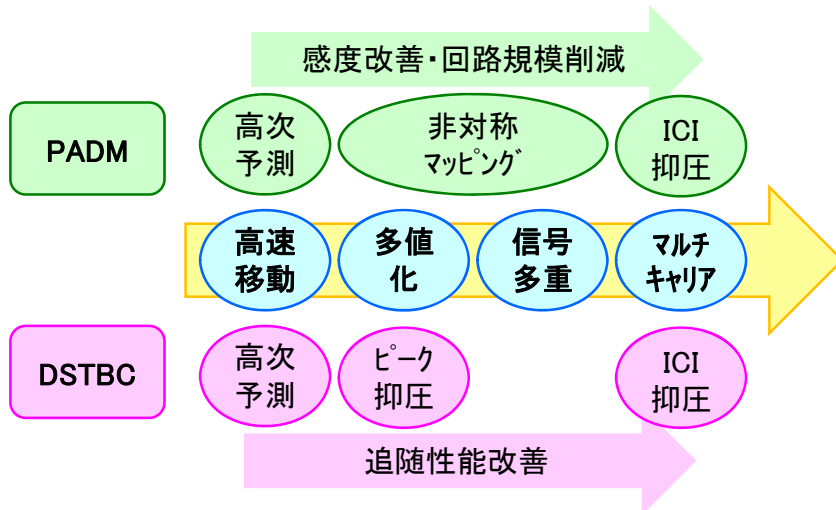 感度改善・回路規模削減
PADM
高次
予測
非対称
ﾏｯﾋﾟﾝｸﾞ
ICI
抑圧
高速
移動
多値
化
信号
多重
ﾏﾙﾁ
ｷｬﾘｱ
DSTBC
高次
予測
ﾋﾟｰｸ
抑圧
ICI
抑圧
追随性能改善